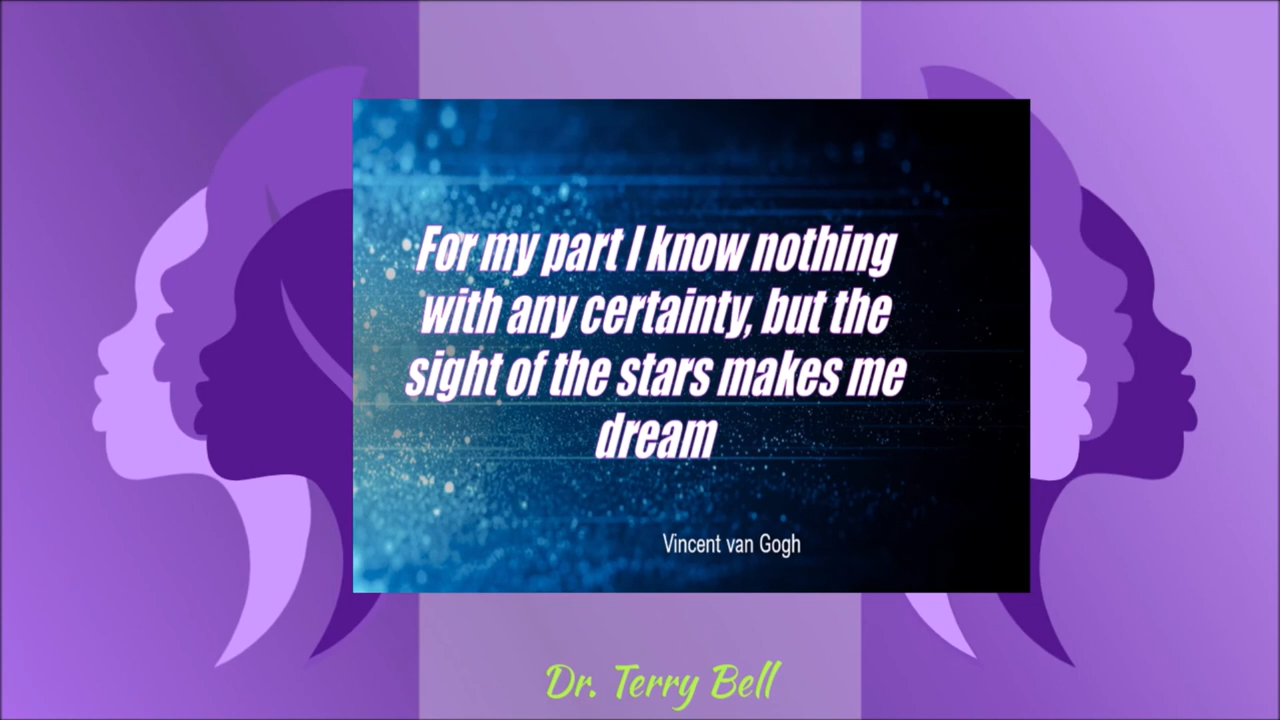 For my part I know nothing
with any certainty, but the
sight of the stars makes me
dream
Vincent van Gogh
Dr. Terry Bell